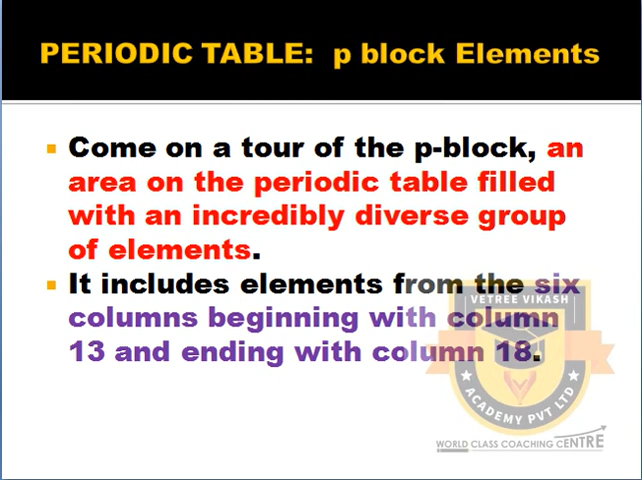 PERIODIC TABLE: p block Elements
Come on a tour of the p-block, an
area on the periodic table filled
with an incredibly diverse group
of elements.
It includes elements from the six
columns beginning with column
13 and ending with column 18.
VETREE VIKASH
ACADEMY PVT LTD
WORLD CLASS COACHING CENTRE